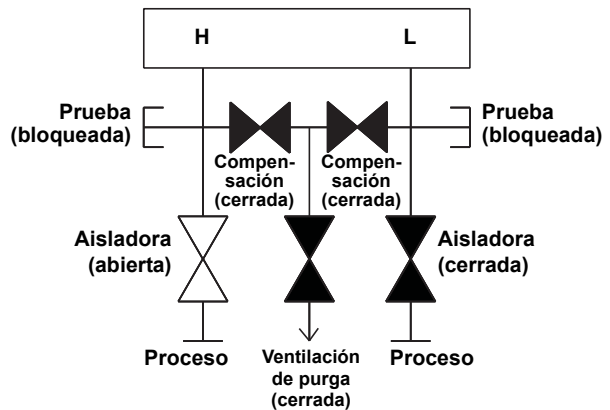 H
L
Prueba
(bloqueada)
Prueba
(bloqueada)
Compen-
sación
(cerrada)
Compen-
sación
(cerrada)
Aisladora
(abierta)
Aisladora
(cerrada)
Proceso
Ventilación
de purga
(cerrada)
Proceso